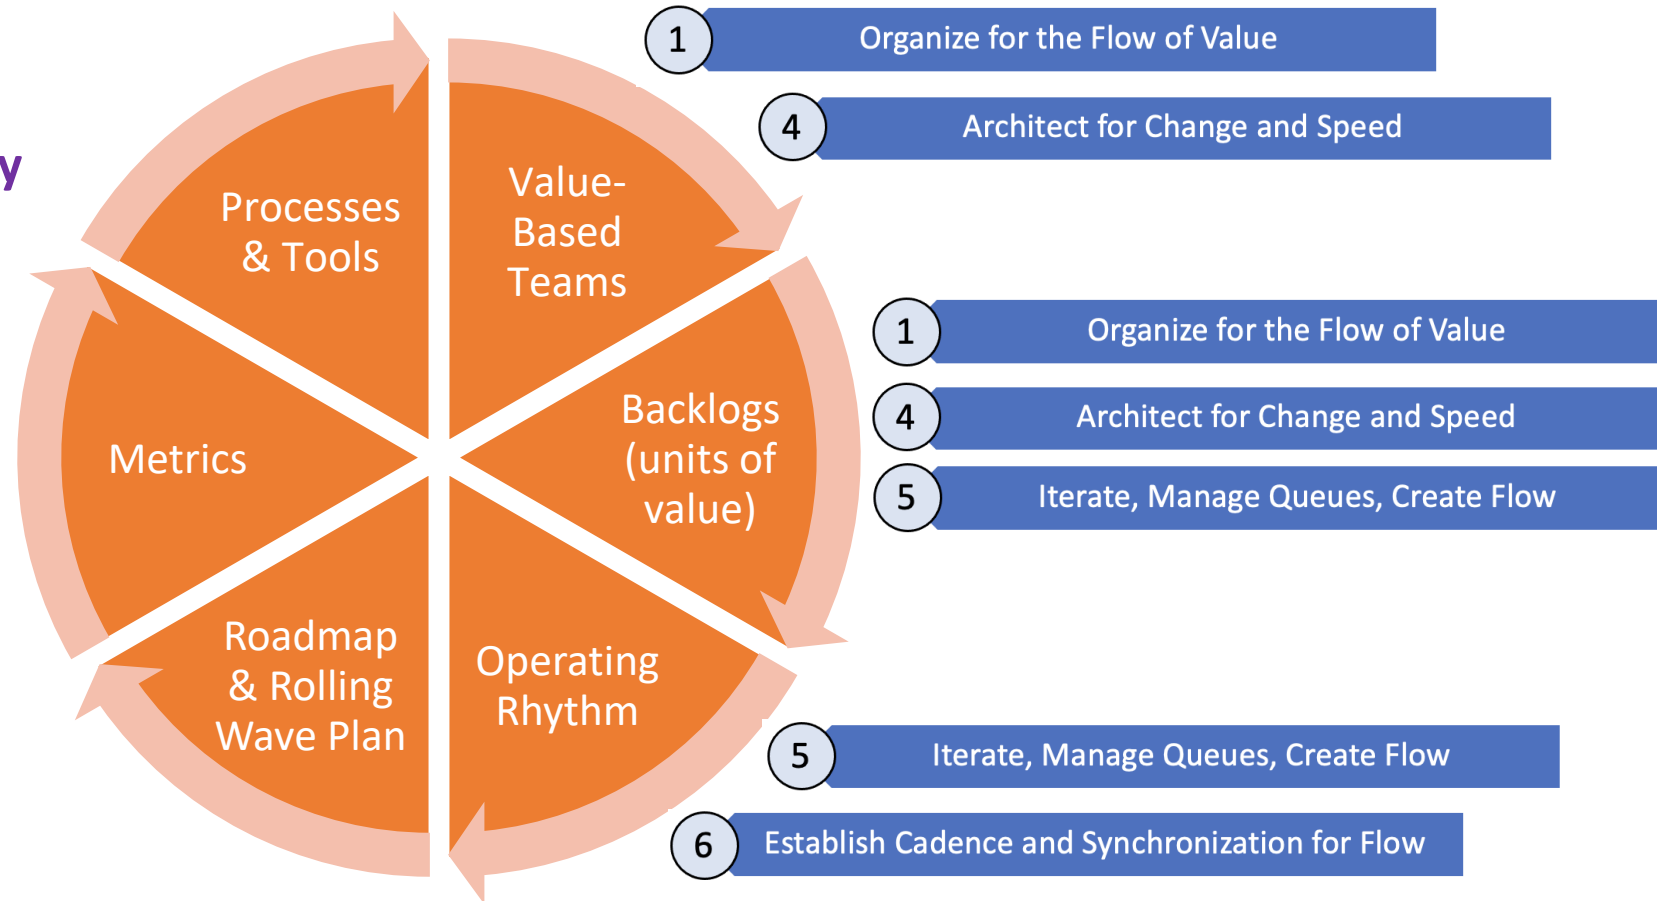 y
Processes
& Tools
Value-
Based
Teams
Backlogs
(units of
value)
Operating
Rhythm
Roadmap
& Rolling
Wave Plan
Metrics
1 Organize for the Flow of Value
4 Architect for Change and Speed
1 Organize for the Flow of Value
4 Architect for Change and Speed
5 Iterate, Manage Queues, Create Flow
5 Iterate, Manage Queues, Create Flow
6 Establish Cadence and Synchronization for Flow